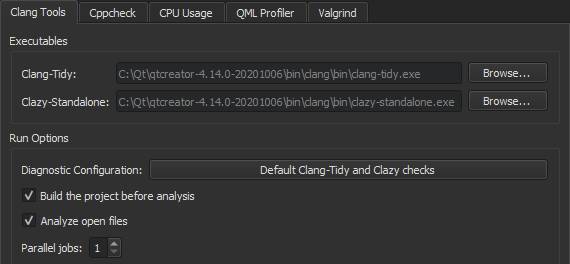 Clang Tools Cppcheck CPU Usage QML Profiler Valgrind
Executables
Clang-Tidy: C:\Qt\qtcreator-4.14.0-20201006\bin\clang\bin\clang-tidy.exe Browse...
Clazy-Standalone: C:\Qt\qtcreator-4.14.0-20201006\bin\clang\bin\clazy-standalone.exe Browse...
Run Options
Diagnostic Configuration: Default Clang-Tidy and Clazy checks
Build the project before analysis
Analyze open files
Parallel jobs: 1